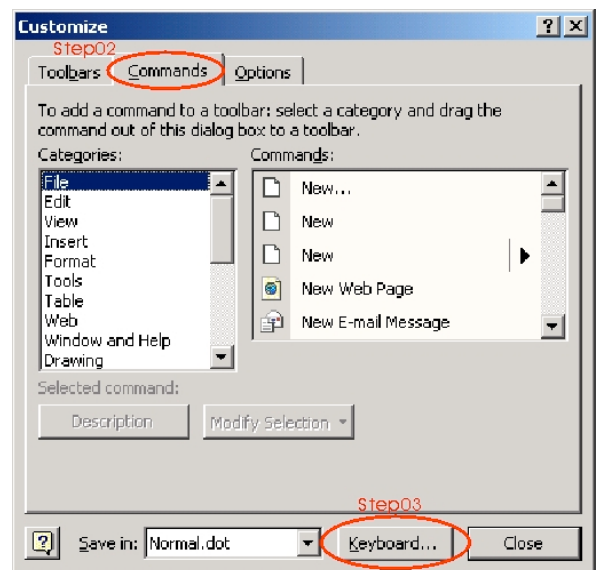 Customize
Step02
Toolbars Commands Options
To add a command to a toolbar: select a category and drag the
command out of this dialog box to a toolbar.
Categories: Commands:
File
Edit
View
Insert
Format
Tools
Table
Web
Window and Help
Drawing
New...
New
New
New Web Page
New E-mail Message
Selected command:
Description Modify Selection
Step03
Save in: Normal.dot Keyboard... Close